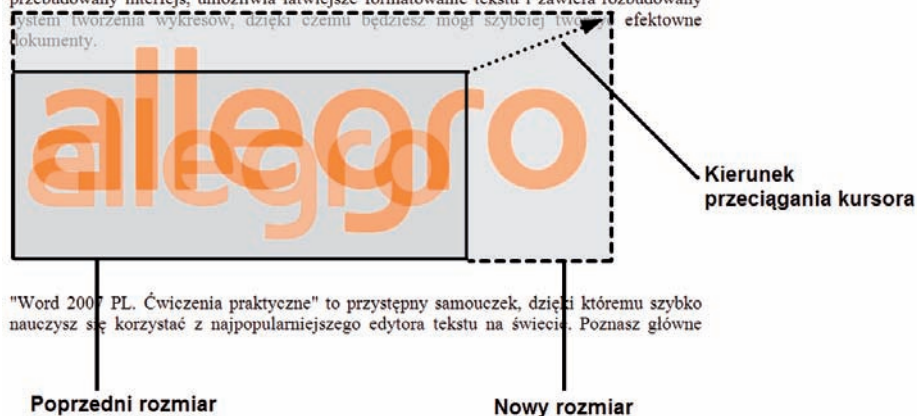 przebudowany interfejs, umożliwia łatwiejsze formatowanie tekstu i zawiera rozbudowany
system tworzenia wykresów, dzięki czemu będziesz mógł szybciej tworzyć efektowne
dokumenty.
allegro
allegro
Kierunek
przeciągania kursora
"Word 2007 PL. Ćwiczenia praktyczne" to przystępny samouczek, dzięki któremu szybko
nauczysz się korzystać z najpopularniejszego edytora tekstu na świecie. Poznasz główne
Poprzedni rozmiar
Nowy rozmiar